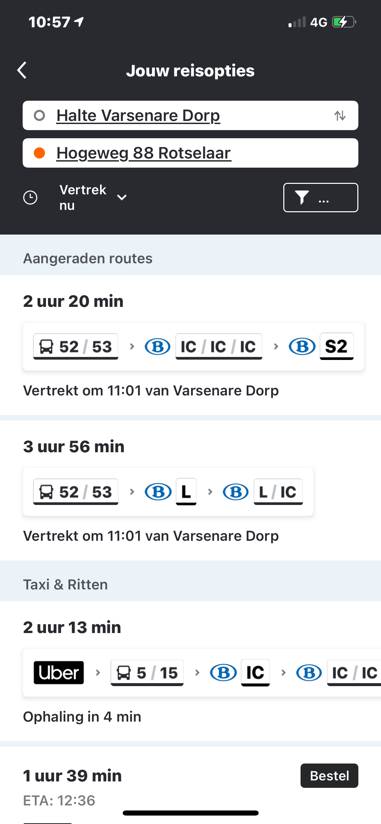 10:57 4G
Jouw reisopties
Halte Varsenare Dorp
Hogeweg 88 Rotselaar
Vertrek
nu
...
Aangeraden routes
2 uur 20 min
52 / 53 › B IC / IC / IC › B S2
Vertrekt om 11:01 van Varsenare Dorp
3 uur 56 min
52 / 53 › B L › B L / IC
Vertrekt om 11:01 van Varsenare Dorp
Taxi & Ritten
2 uur 13 min
Uber › 5 / 15 › B IC › B IC / IC
Ophaling in 4 min
1 uur 39 min
Bestel
ETA: 12:36